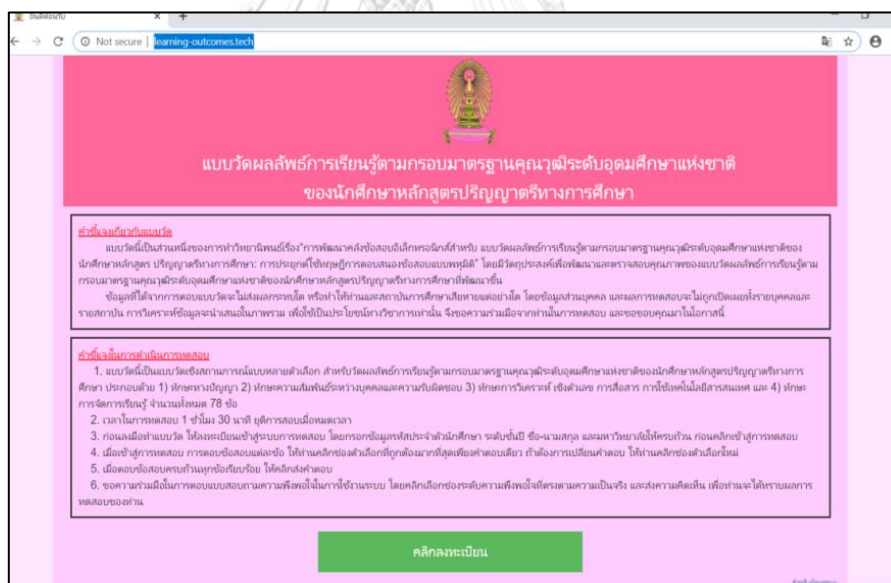 บัณฑิตต้อนรับ
Not secure | learning-outcomes.tech
แบบวัดผลลัพธ์การเรียนรู้ตามกรอบมาตรฐานคุณวุฒิระดับอุดมศึกษาแห่งชาติ
ของนักศึกษาหลักสูตรปริญญาตรีทางการศึกษา
คำชี้แจงเกี่ยวกับแบบวัด
แบบวัดนี้เป็นส่วนหนึ่งของการทำวิทยานิพนธ์เรื่อง"การพัฒนาคลังข้อสอบอิเล็กทรอนิกส์สำหรับ แบบวัดผลลัพธ์การเรียนรู้ตามกรอบมาตรฐานคุณวุฒิระดับอุดมศึกษาแห่งชาติของ
นักศึกษาหลักสูตร ปริญญาตรีทางการศึกษา: การประยุกต์ใช้ทฤษฎีการตอบสนองข้อสอบแบบพหุมิติ" โดยมีวัตถุประสงค์เพื่อพัฒนาและตรวจสอบคุณภาพของแบบวัดผลลัพธ์การเรียนรู้ตาม
กรอบมาตรฐานคุณวุฒิระดับอุดมศึกษาแห่งชาติของนักศึกษาหลักสูตรปริญญาตรีทางการศึกษาที่พัฒนาขึ้น
ข้อมูลที่ได้จากการตอบแบบวัดจะไม่ส่งผลกระทบใด หรือทำให้ท่านและสถาบันการศึกษาเสียหายแต่อย่างใด โดยข้อมูลส่วนบุคคล และผลการทดสอบจะไม่ถูกเปิดเผยทั้งรายบุคคลและ
รายสถาบัน การวิเคราะห์ข้อมูลจะนำเสนอในภาพรวม เพื่อใช้เป็นประโยชน์ทางวิชาการเท่านั้น จึงขอความร่วมมือจากท่านในการทดสอบ และขอขอบคุณมาในโอกาสนี้
คำชี้แจงในการดำเนินการทดสอบ
1. แบบวัดนี้เป็นแบบวัดเชิงสถานการณ์แบบหลายตัวเลือก สำหรับวัดผลลัพธ์การเรียนรู้ตามกรอบมาตรฐานคุณวุฒิระดับอุดมศึกษาแห่งชาติของนักศึกษาหลักสูตรปริญญาตรีทางการ
ศึกษา ประกอบด้วย 1) ทักษะทางปัญญา 2) ทักษะความสัมพันธ์ระหว่างบุคคลและความรับผิดชอบ 3) ทักษะการวิเคราะห์ เชิงตัวเลข การสื่อสาร การใช้เทคโนโลยีสารสนเทศ และ 4) ทักษะ
การจัดการเรียนรู้ จำนวนทั้งหมด 78 ข้อ
2. เวลาในการทดสอบ 1 ชั่วโมง 30 นาที ยุติการสอบเมื่อหมดเวลา
3. ก่อนลงมือทำแบบวัด ให้ลงทะเบียนเข้าสู่ระบบการทดสอบ โดยกรอกข้อมูลรหัสประจำตัวนักศึกษา ระดับชั้นปี ชื่อ-นามสกุล และมหาวิทยาลัยให้ครบถ้วน ก่อนคลิกเข้าสู่การทดสอบ
4. เมื่อเข้าสู่การทดสอบ การตอบข้อสอบแต่ละข้อ ให้ท่านคลิกช่องตัวเลือกที่ถูกต้องมากที่สุดเพียงคำตอบเดียว ถ้าต้องการเปลี่ยนคำตอบ ให้ท่านคลิกช่องตัวเลือกใหม่
5. เมื่อตอบข้อสอบครบถ้วนทุกข้อเรียบร้อย ให้คลิกส่งคำตอบ
6. ขอความร่วมมือในการตอบแบบสอบถามความพึงพอใจในการใช้งานระบบ โดยคลิกเลือกช่องระดับความพึงพอใจที่ตรงตามความเป็นจริง และส่งความคิดเห็น เพื่อท่านจะได้ทราบผลการ
ทดสอบของท่าน
คลิกลงทะเบียน